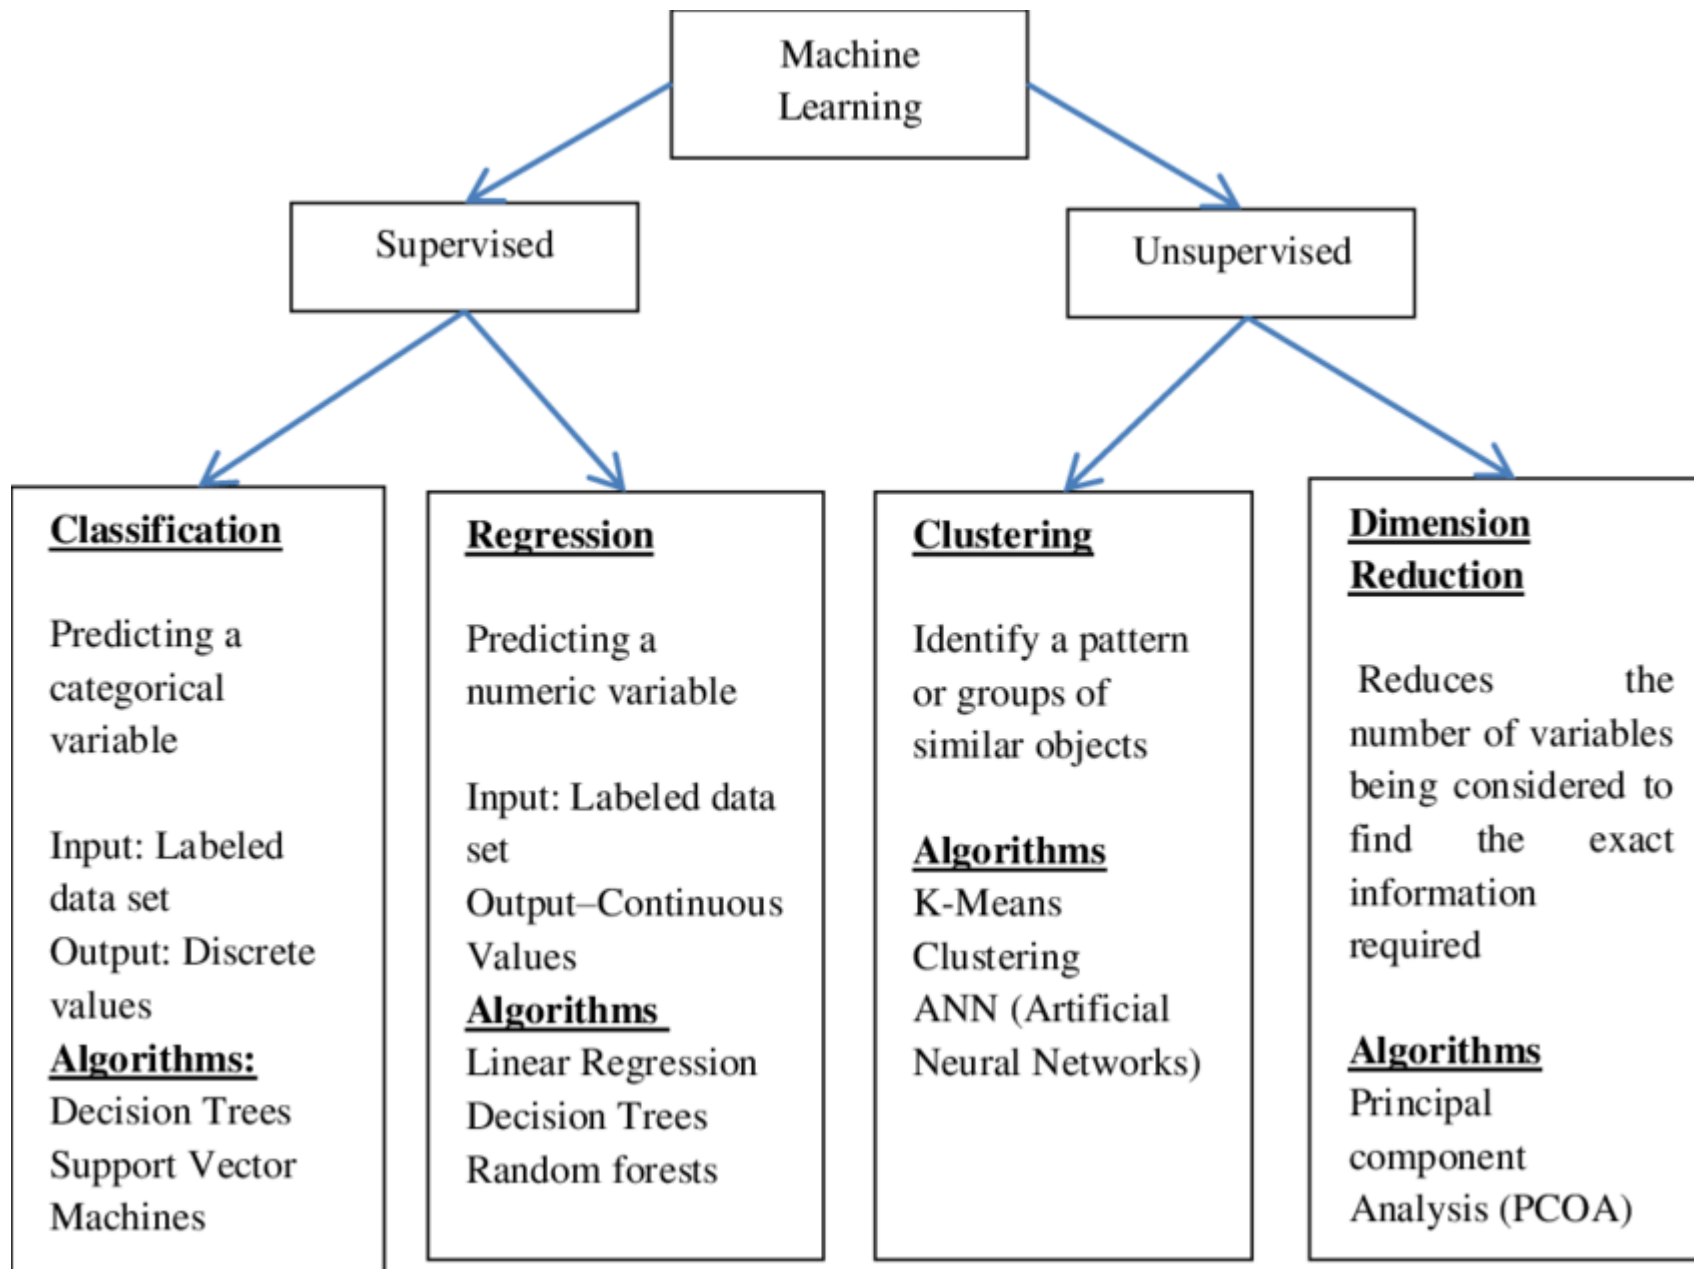 Machine
Learning
Supervised
Unsupervised
Classification
Predicting a
categorical
variable
Input: Labeled
data set
Output: Discrete
values
Algorithms:
Decision Trees
Support Vector
Machines
Regression
Predicting a
numeric variable
Input: Labeled data
set
Output–Continuous
Values
Algorithms
Linear Regression
Decision Trees
Random forests
Clustering
Identify a pattern
or groups of
similar objects
Algorithms
K-Means
Clustering
ANN (Artificial
Neural Networks)
Dimension
Reduction
Reduces the
number of variables
being considered to
find the exact
information
required
Algorithms
Principal
component
Analysis (PCOA)